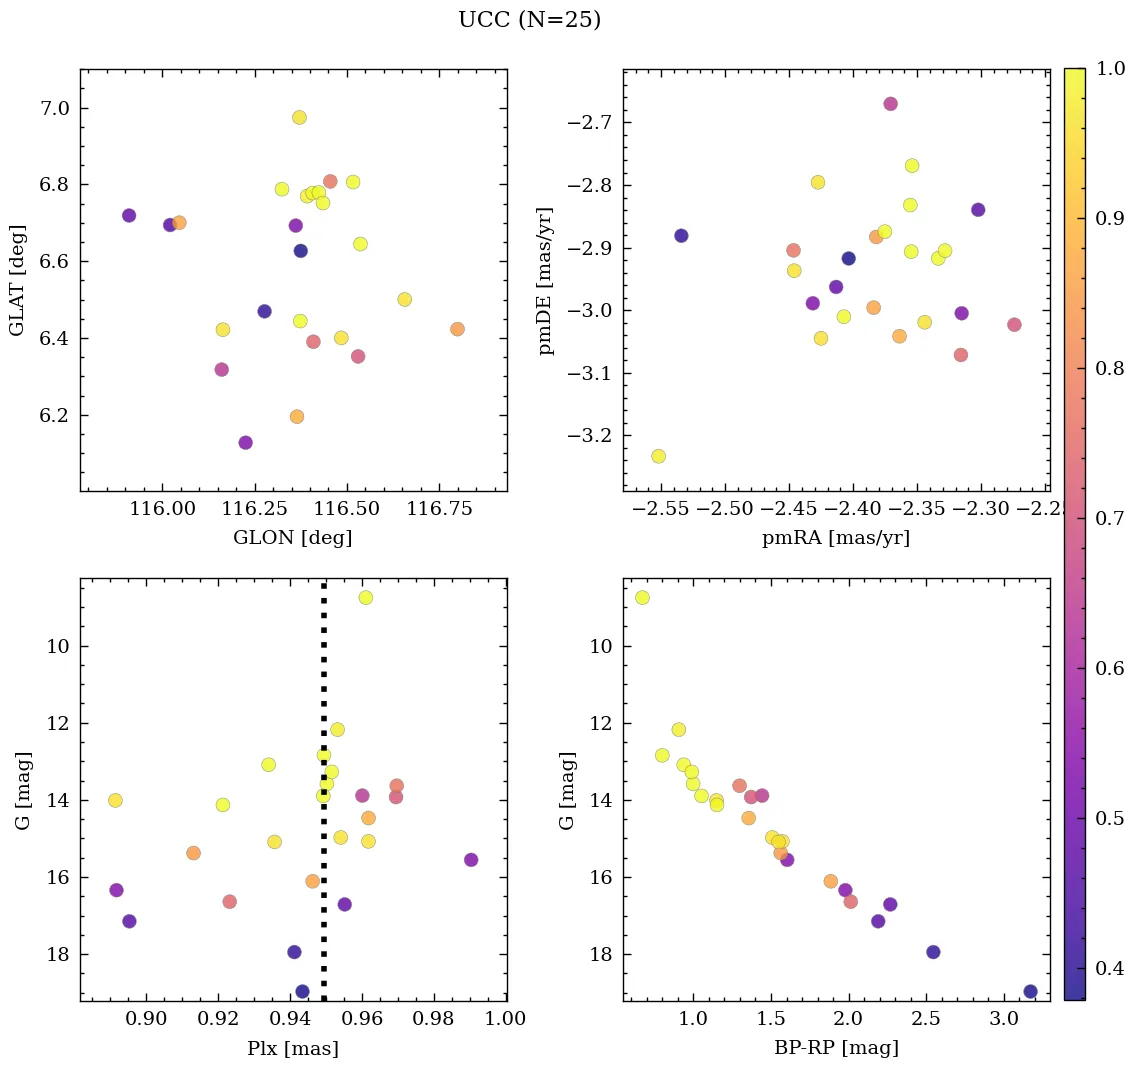 UCC (N=25)
7.0
6.8
6.6
6.4
6.2
GLAT [deg]
116.00 116.25 116.50 116.75
GLON [deg]
−2.7
−2.8
−2.9
−3.0
−3.1
−3.2
pmDE [mas/yr]
−2.55 −2.50 −2.45 −2.40 −2.35 −2.30
pmRA [mas/yr]
1.0
0.9
0.8
0.7
0.6
0.5
0.4
10
12
14
16
18
G [mag]
0.90 0.92 0.94 0.96 0.98 1.00
Plx [mas]
10
12
14
16
18
G [mag]
1.0 1.5 2.0 2.5 3.0
BP-RP [mag]